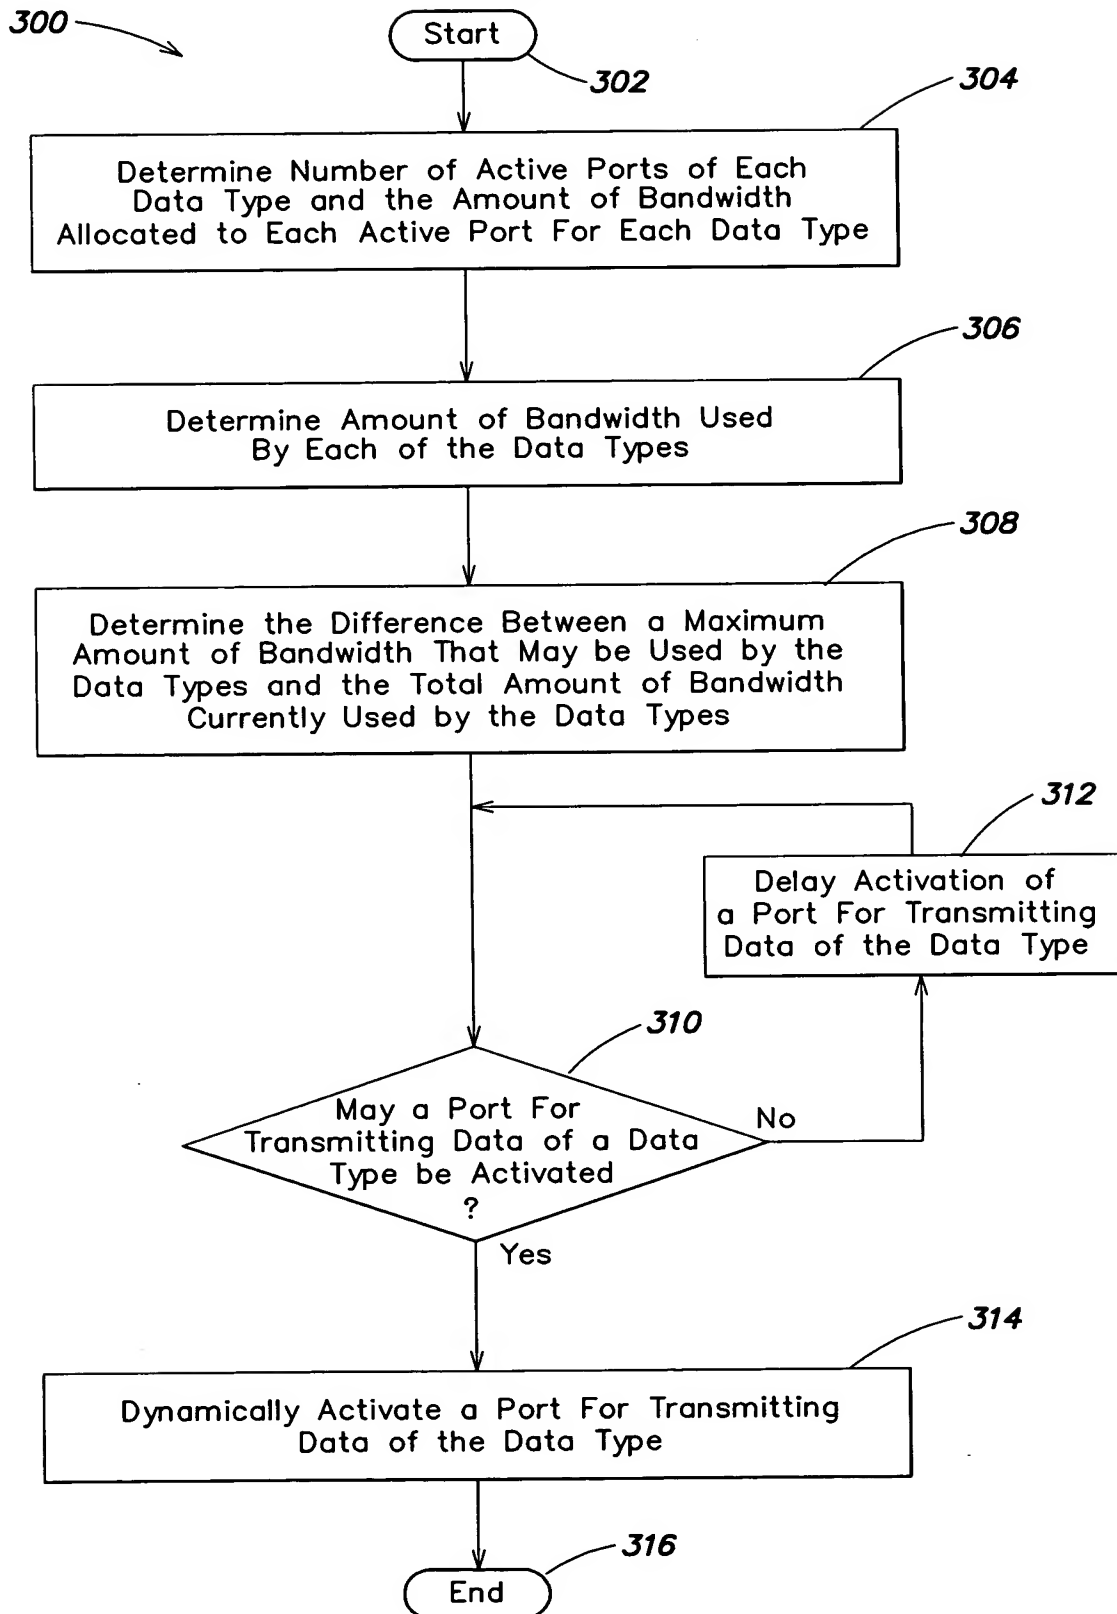 300
Start
302
304
Determine Number of Active Ports of Each
Data Type and the Amount of Bandwidth
Allocated to Each Active Port For Each Data Type
306
Determine Amount of Bandwidth Used
By Each of the Data Types
308
Determine the Difference Between a Maximum
Amount of Bandwidth That May be Used by the
Data Types and the Total Amount of Bandwidth
Currently Used by the Data Types
312
Delay Activation of
a Port For Transmitting
Data of the Data Type
310
May a Port For
Transmitting Data of a Data
Type be Activated
?
No
Yes
314
Dynamically Activate a Port For Transmitting
Data of the Data Type
316
End